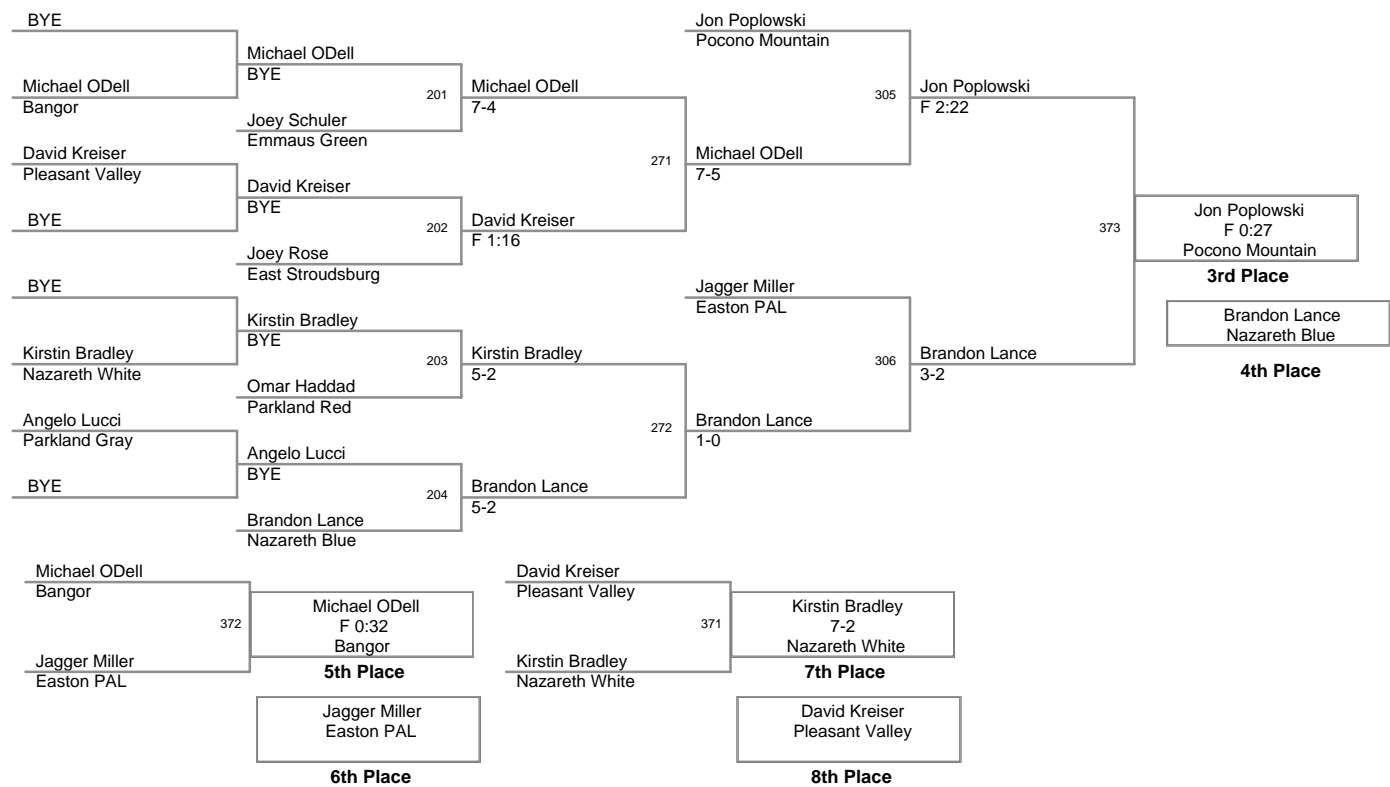 BYE
Michael ODell
Bangor
David Kreiser
Pleasant Valley
BYE
BYE
Kirstin Bradley
Nazareth White
Angelo Lucci
Parkland Gray
BYE
Michael ODell
BYE
201
Joey Schuler
Emmaus Green
David Kreiser
BYE
202
Joey Rose
East Stroudsburg
Kirstin Bradley
BYE
203
Omar Haddad
Parkland Red
Angelo Lucci
BYE
204
Brandon Lance
Nazareth Blue
Michael ODell
7-4
271
David Kreiser
F 1:16
Kirstin Bradley
5-2
272
Brandon Lance
5-2
Jon Poplowski
Pocono Mountain
305
Michael ODell
7-5
Jagger Miller
Easton PAL
306
Brandon Lance
1-0
Jon Poplowski
F 2:22
373
Brandon Lance
3-2
Jon Poplowski
F 0:27
Pocono Mountain
3rd Place
Brandon Lance
Nazareth Blue
4th Place
Michael ODell
Bangor
372
Jagger Miller
Easton PAL
Michael ODell
F 0:32
Bangor
5th Place
Jagger Miller
Easton PAL
6th Place
David Kreiser
Pleasant Valley
371
Kirstin Bradley
Nazareth White
Kirstin Bradley
7-2
Nazareth White
7th Place
David Kreiser
Pleasant Valley
8th Place